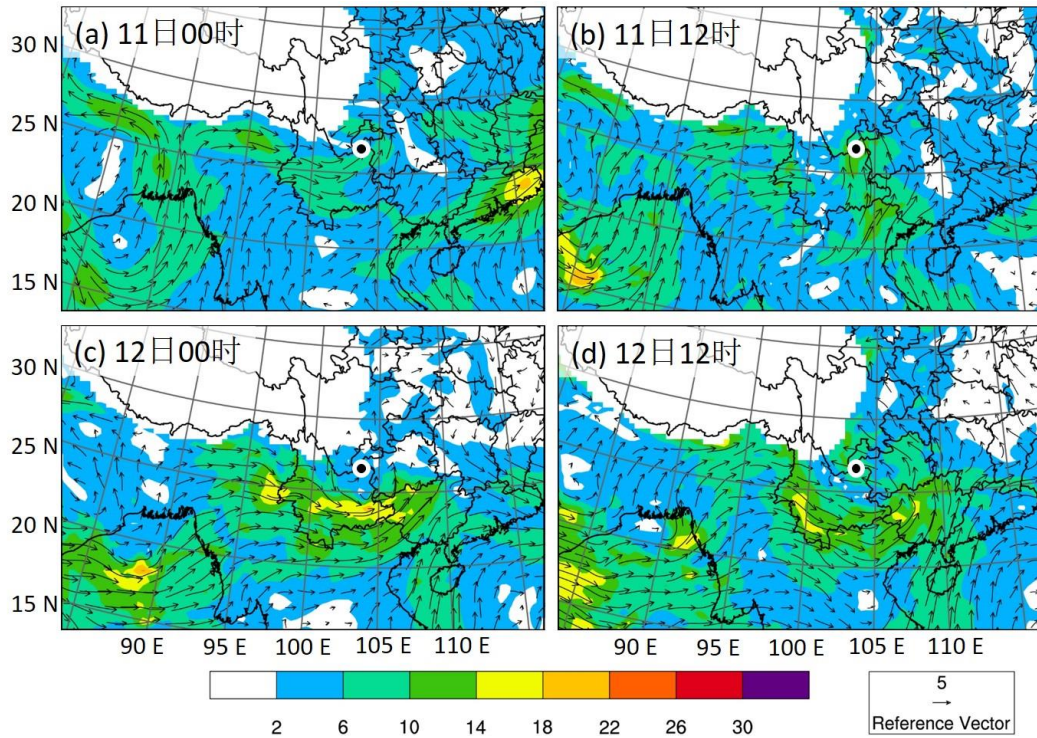 (a) 11日00时
(b) 11日12时
30 N
25 N
20 N
15 N
(c) 12日00时
(d) 12日12时
30 N
25 N
20 N
15 N
90 E 95 E 100 E 105 E 110 E
90 E 95 E 100 E 105 E 110 E
2 6 10 14 18 22 26 30
5
Reference Vector